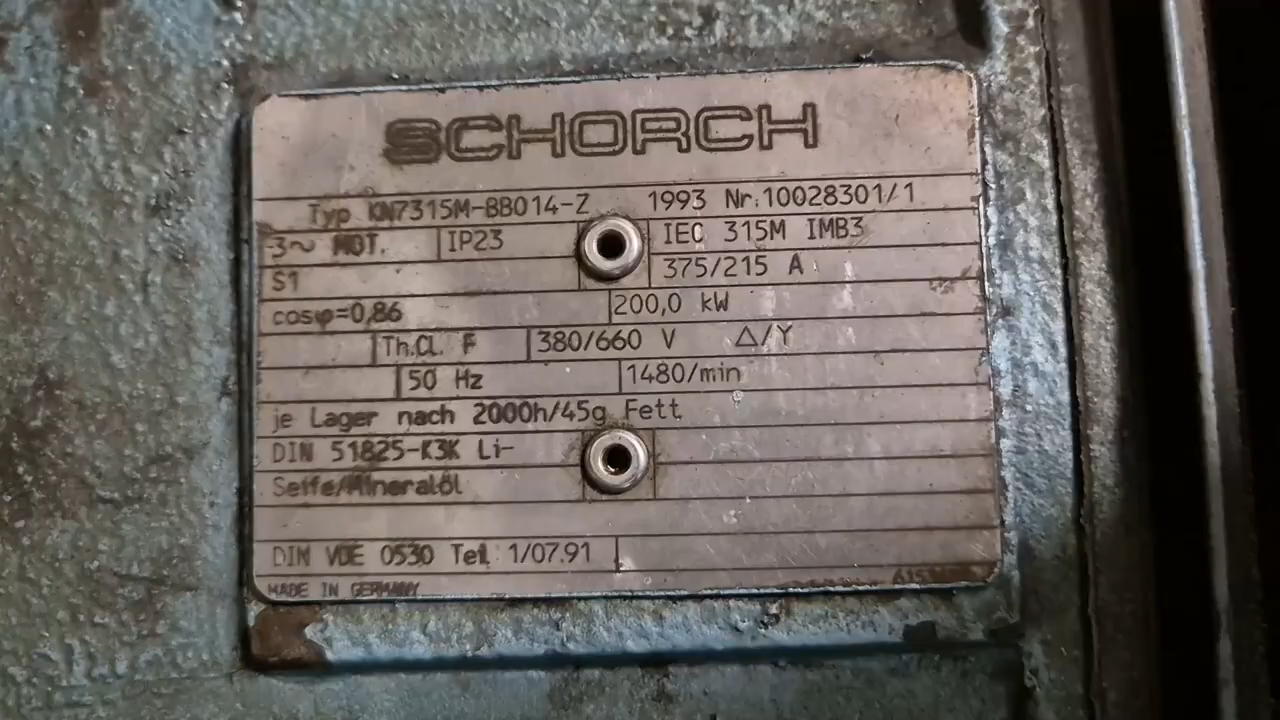 SCHORCH
Typ KN7315M-BB014-Z 1993 Nr.10028301/1
3~ MOT. IP23 IEC 315M IMB3
S1 375/215 A
cosφ=0,86 200,0 kW
Th.Cl. F 380/660 V △/Y
50 Hz 1480/min
je Lager nach 2000h/45g Fett
DIN 51825-K3K Li-
Seife/Mineralöl
DIN VDE 0530 Teil 1/07.91
MADE IN GERMANY